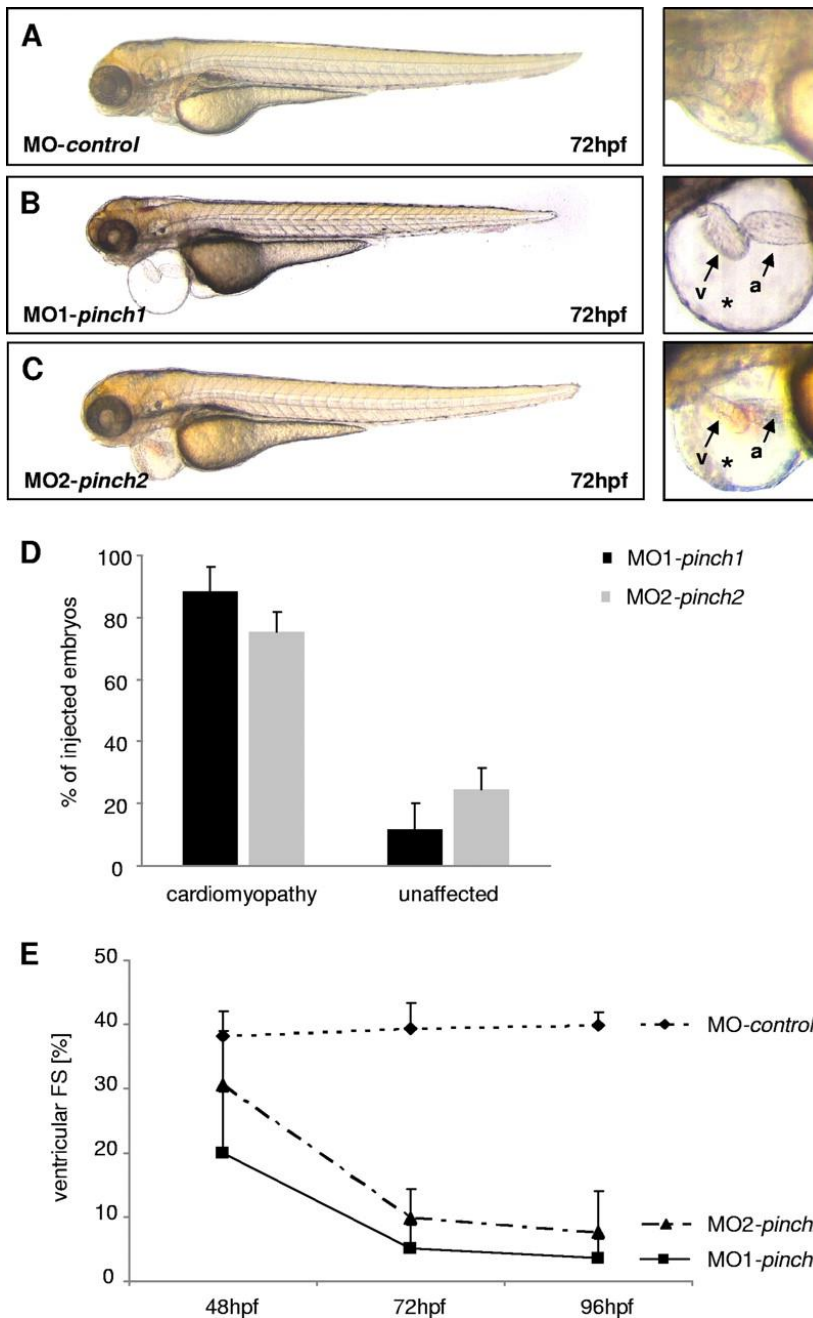 A
MO-control
72hpf
B
MO1-pinch1
72hpf
v
a
*
C
MO2-pinch2
72hpf
v
a
*
D
100
80
60
40
20
0
% of injected embryos
cardiomyopathy
unaffected
MO1-pinch1
MO2-pinch2
E
50
40
30
20
10
0
ventricular FS [%]
48hpf
72hpf
96hpf
MO-control
MO2-pinch
MO1-pinch